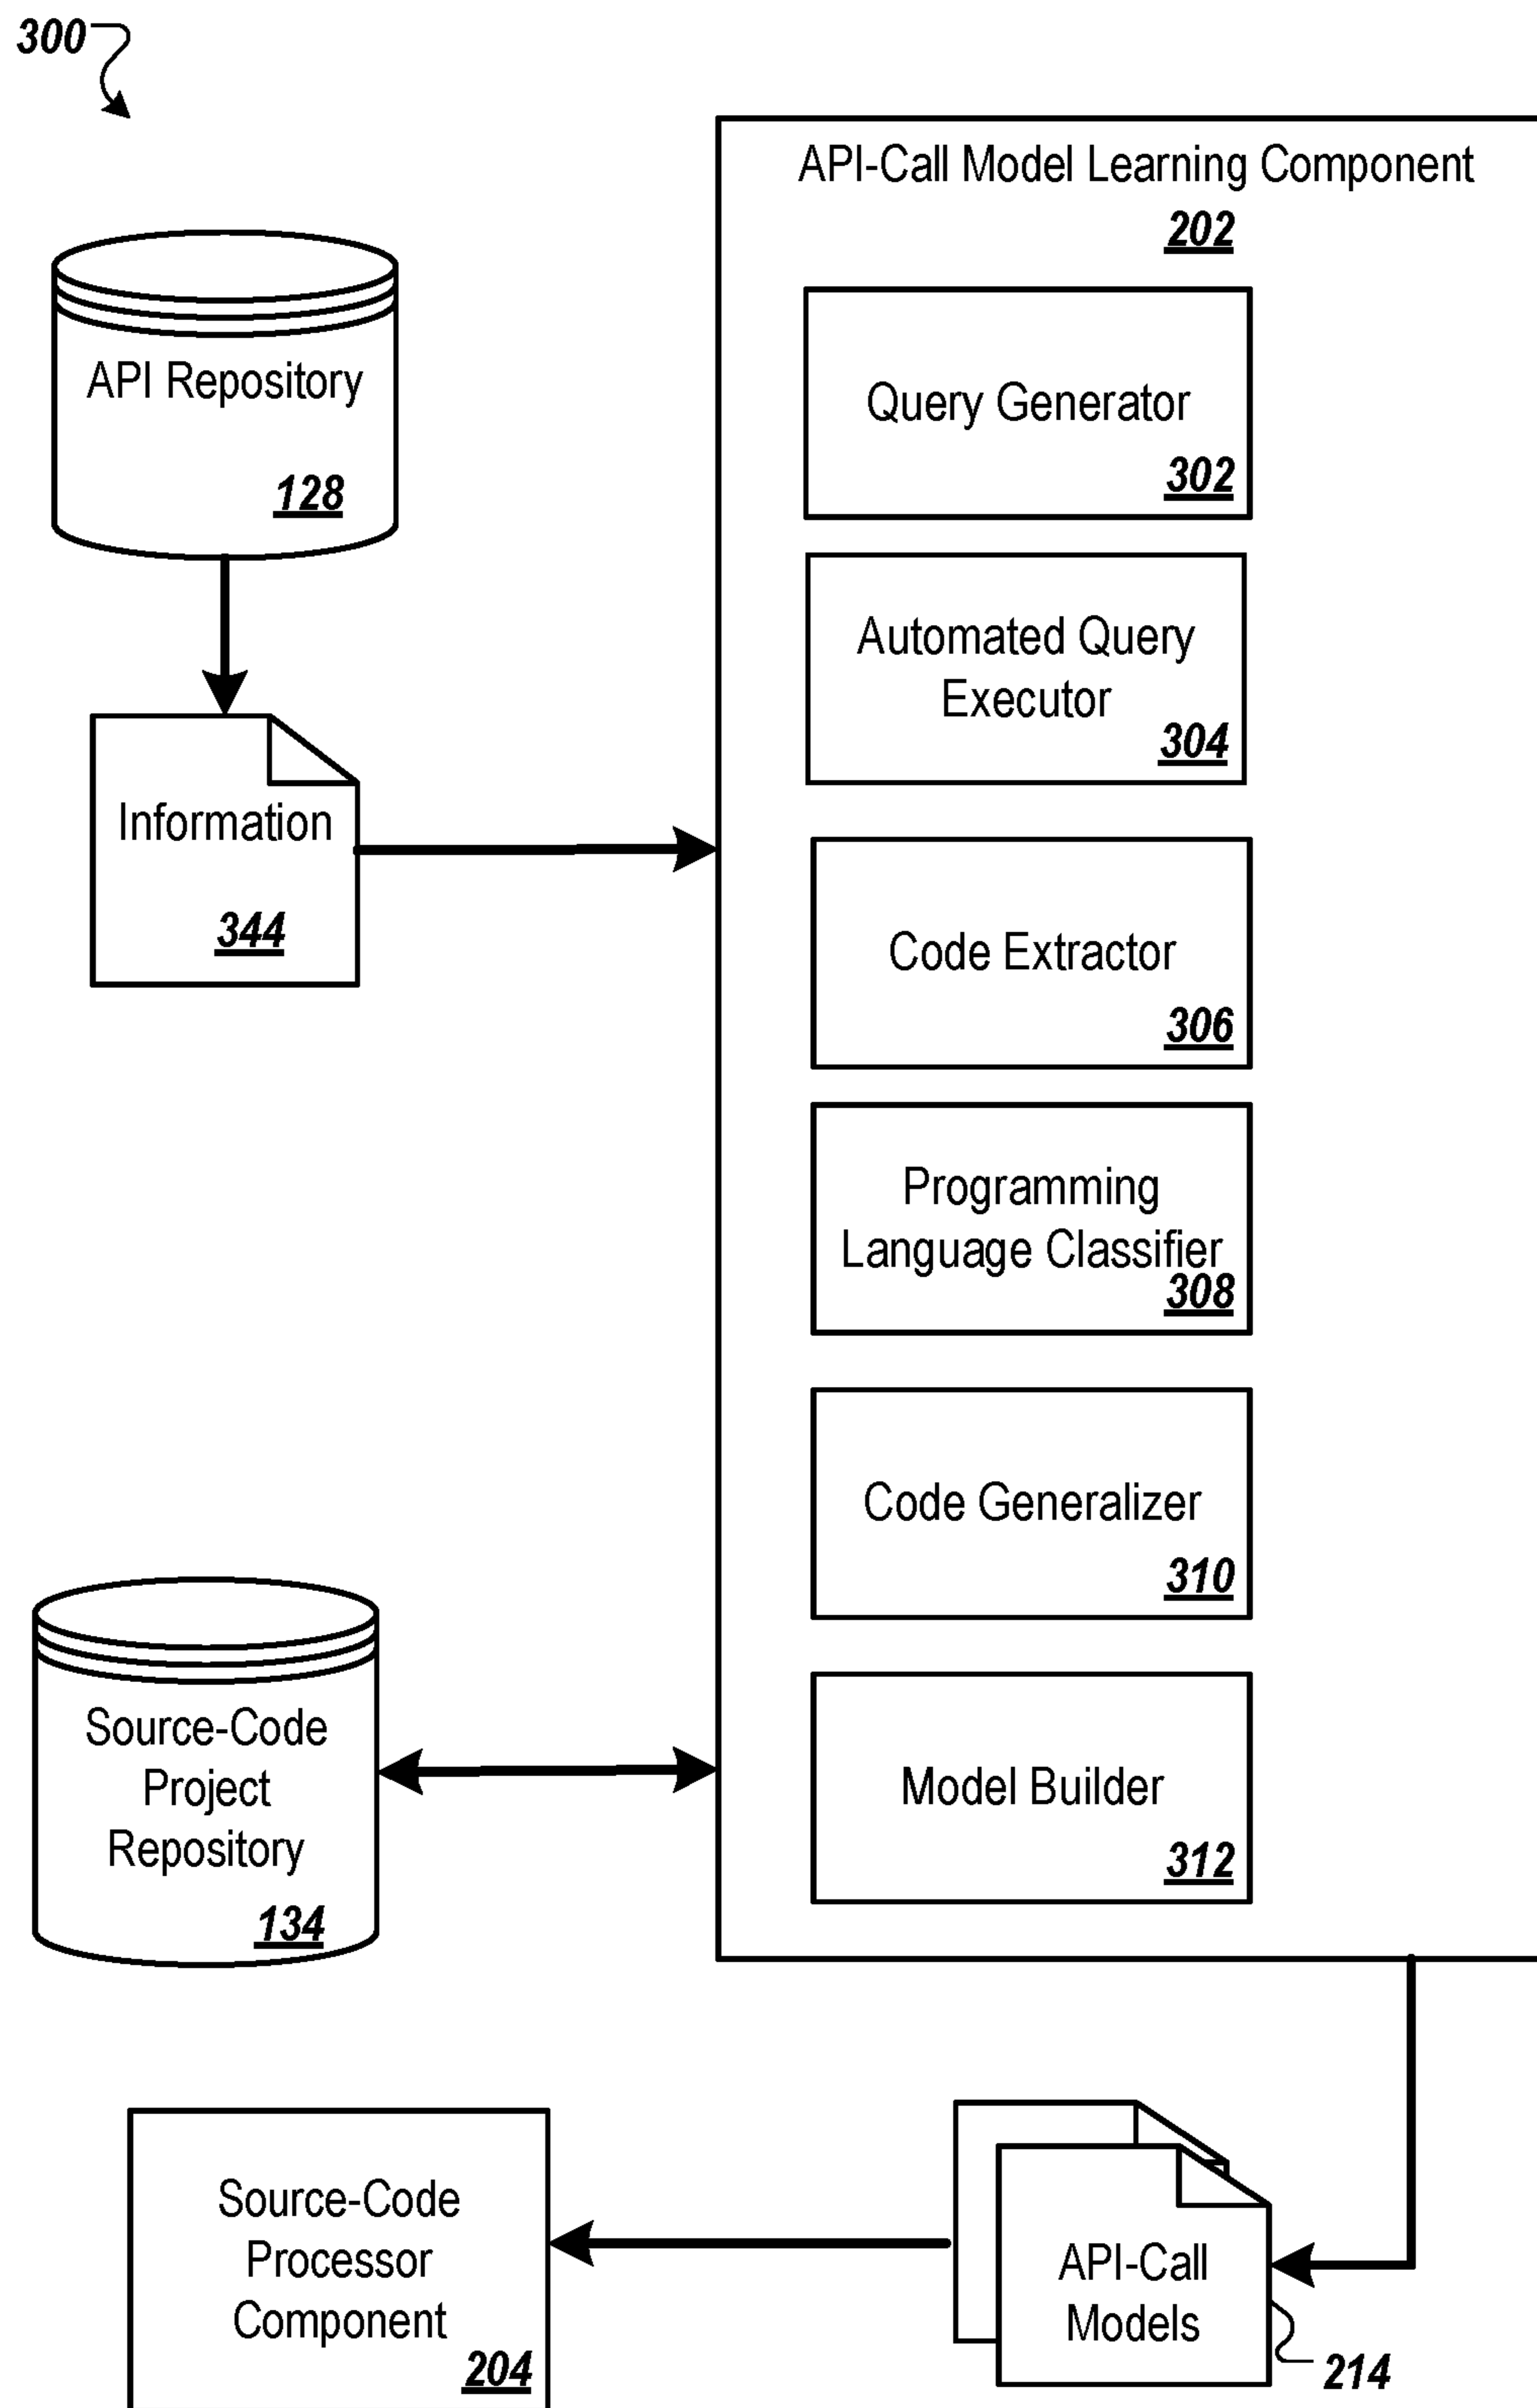 300
API-Call Model Learning Component
202
API Repository
128
Query Generator
302
Automated Query
Executor
304
Information
344
Code Extractor
306
Programming
Language Classifier
308
Code Generalizer
310
Source-Code
Project
Repository
134
Model Builder
312
Source-Code
Processor
Component
204
API-Call
Models
214